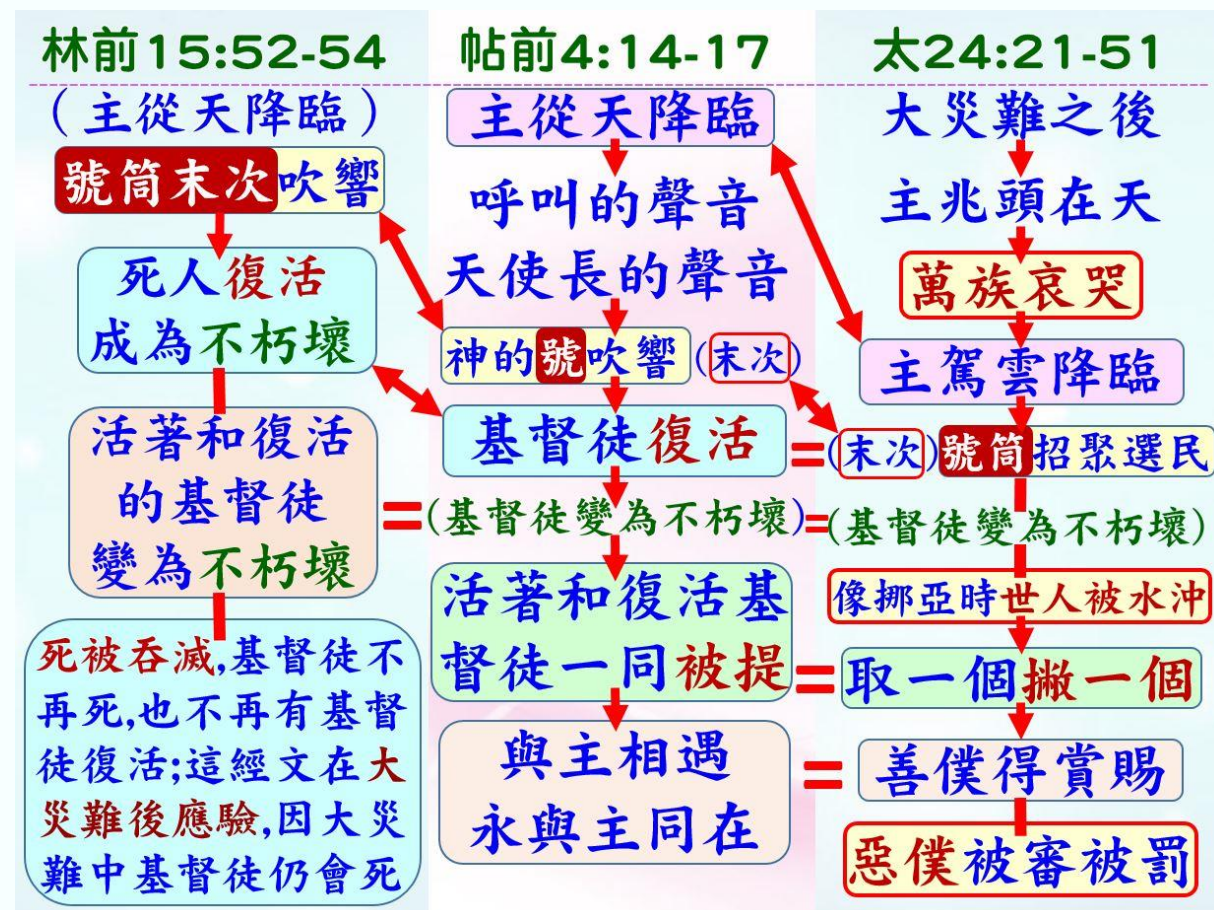 林前15:52-54
（主從天降臨）
號筒末次吹響
死人復活
成為不朽壞
活著和復活
的基督徒
變為不朽壞
死被吞滅,基督徒不
再死,也不再有基督
徒復活;這經文在大
災難後應驗,因大災
難中基督徒仍會死
帖前4:14-17
主從天降臨
呼叫的聲音
天使長的聲音
神的號吹響(末次)
基督徒復活
=
(基督徒變為不朽壞)
=
活著和復活基
督徒一同被提
=
與主相遇
永與主同在
=
太24:21-51
大災難之後
主兆頭在天
萬族哀哭
主駕雲降臨
(末次)號筒招聚選民
=
(基督徒變為不朽壞)
像挪亞時世人被水沖
取一個撇一個
善僕得賞賜
惡僕被審被罰